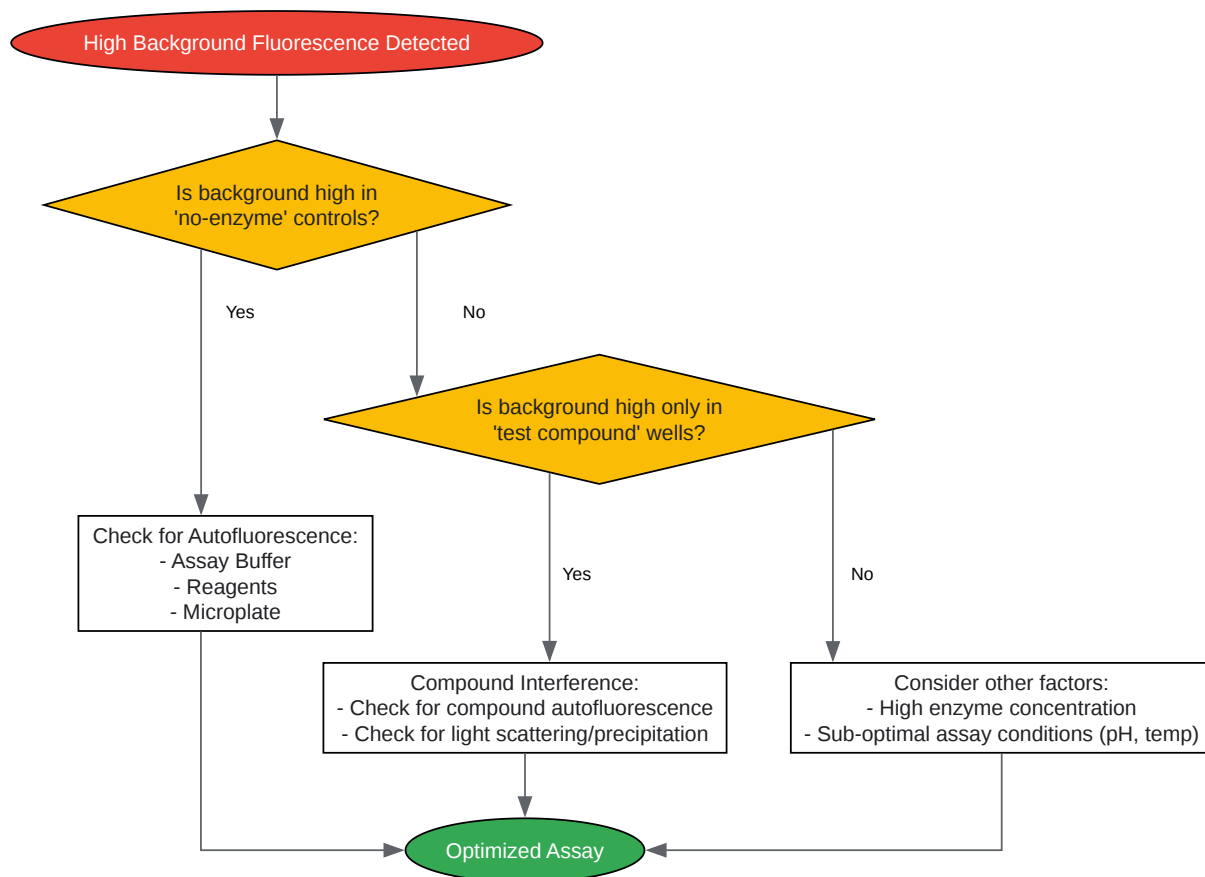 High Background Fluorescence Detected
Is background high in
'no-enzyme' controls?
Yes
No
Is background high only in
'test compound' wells?
Check for Autofluorescence:
- Assay Buffer
- Reagents
- Microplate
Yes
No
Compound Interference:
- Check for compound autofluorescence
- Check for light scattering/precipitation
Consider other factors:
- High enzyme concentration
- Sub-optimal assay conditions (pH, temp)
Optimized Assay